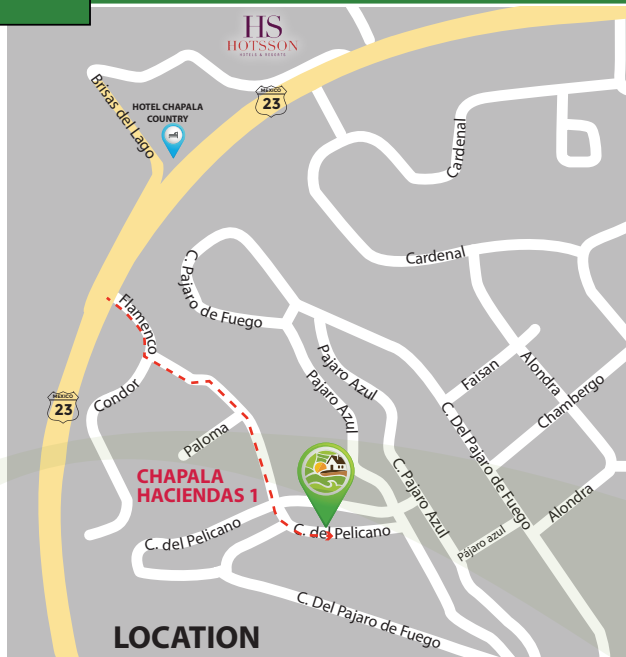 HS
HOTSSON
HOTELS & RESORTS
MEXICO
23
Brisas del Lago
HOTEL CHAPALA
COUNTRY
Cardenal
Cardenal
C. Pajaro de Fuego
Flamenco
Pajaro Azul
Pajaro Azul
Faisan
Alondra
Condor
MEXICO
23
Chambergo
C. Del Pajaro de Fuego
Paloma
CHAPALA
HACIENDAS 1
C. Pajaro Azul
Alondra
C. del Pelicano
C. del Pelicano
Pájaro azul
C. Del Pajaro de Fuego
LOCATION